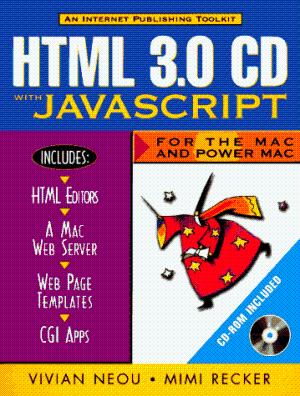 AN INTERNET PUBLISHING TOOLKIT
HTML 3.0 CD
WITH JAVASCRIPT
FOR THE MAC
AND POWER MAC
INCLUDES:
HTML EDITORS
A MAC
WEB SERVER
WEB PAGE
TEMPLATES
CGI APPS
CD-ROM INCLUDED
VIVIAN NEOU • MIMI RECKER